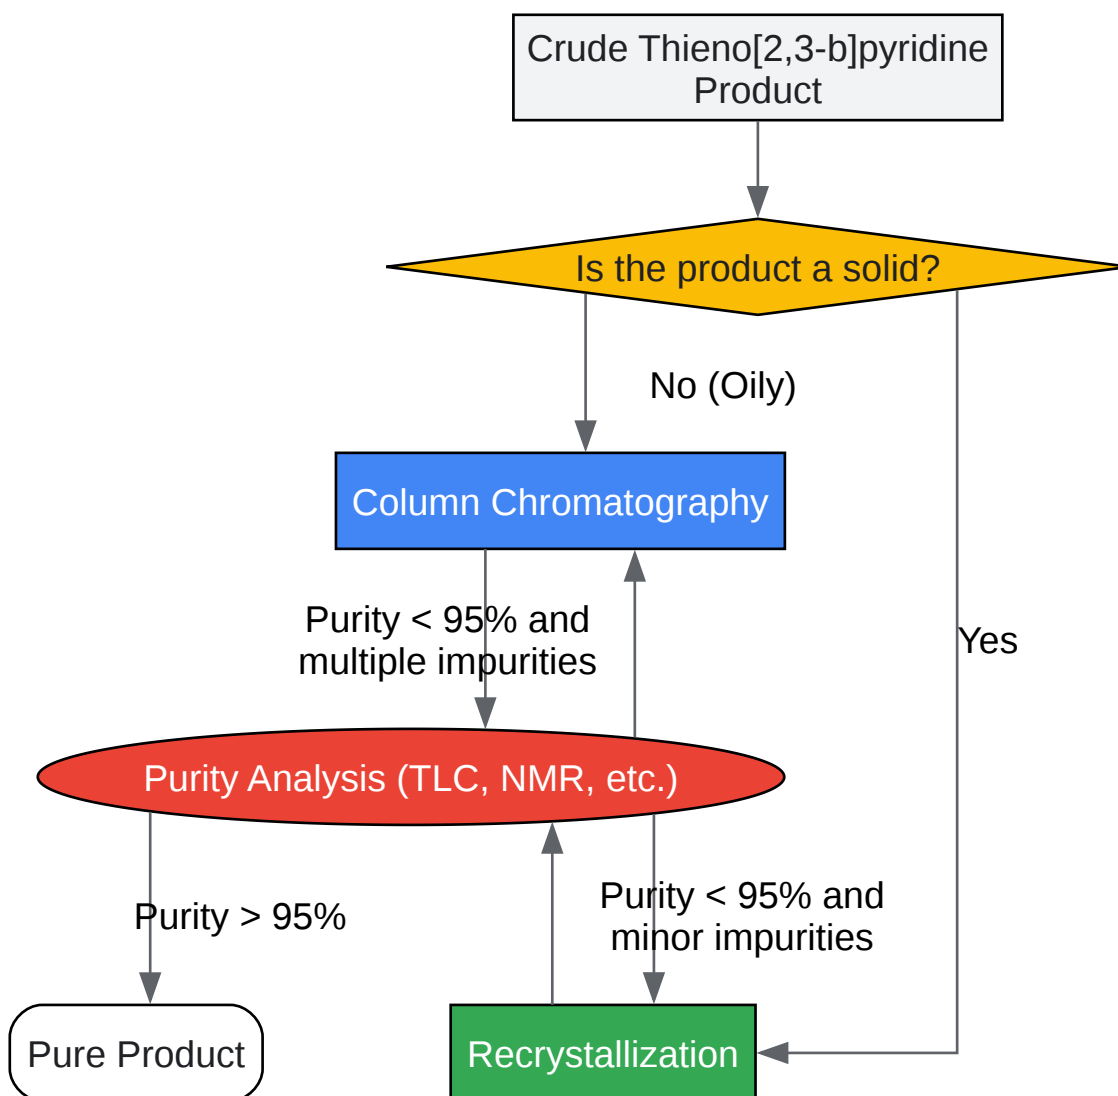 Crude Thieno[2,3-b]pyridine
Product
Is the product a solid?
No (Oily)
Column Chromatography
Purity < 95% and
multiple impurities
Yes
Purity Analysis (TLC, NMR, etc.)
Purity > 95%
Purity < 95% and
minor impurities
Pure Product
Recrystallization